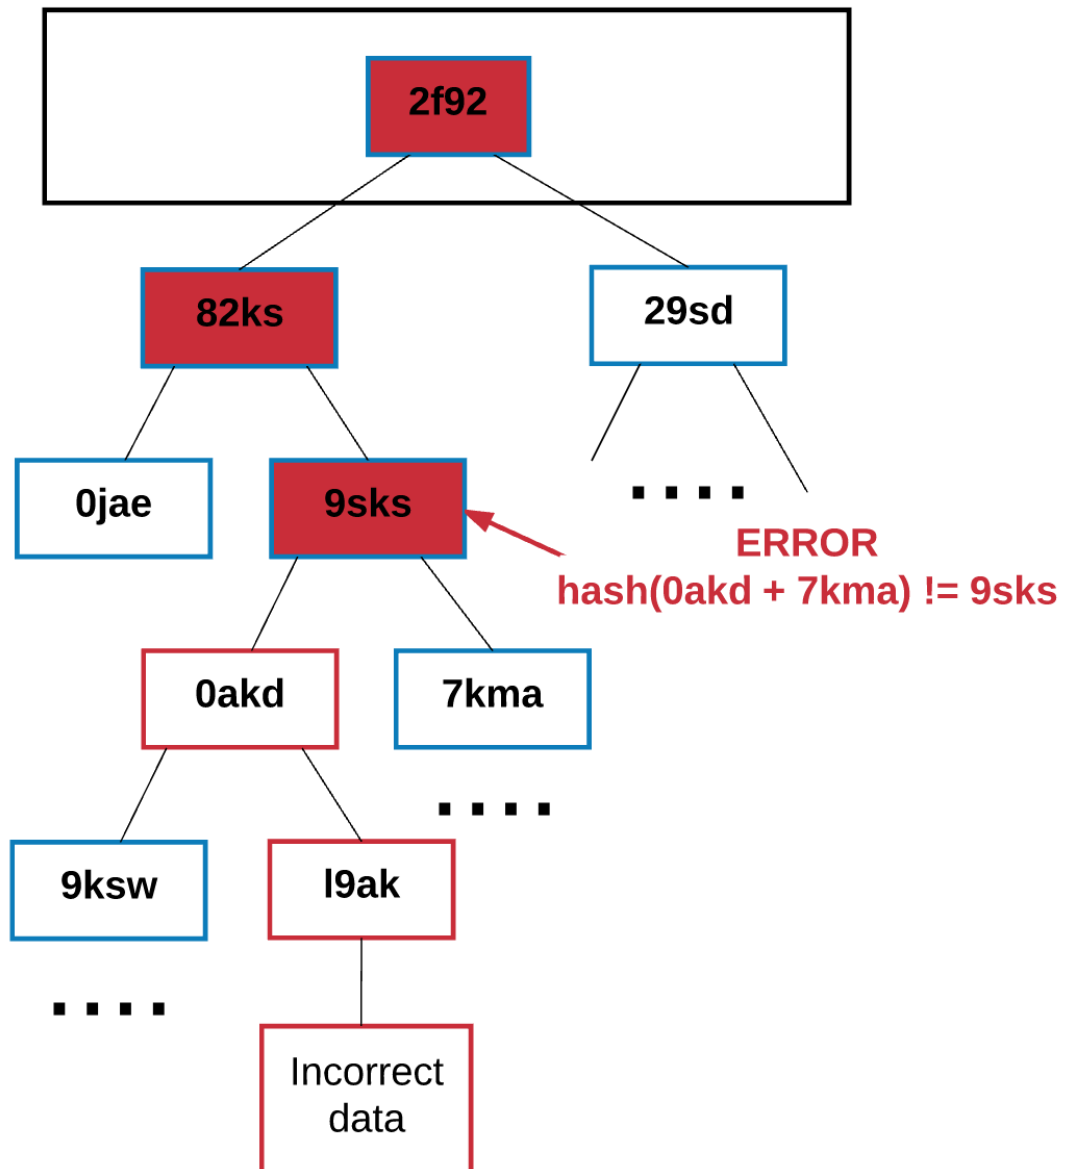 2f92
82ks
29sd
0jae
9sks
....
ERROR
hash(0akd + 7kma) != 9sks
0akd
7kma
....
9ksw
l9ak
....
Incorrect
data